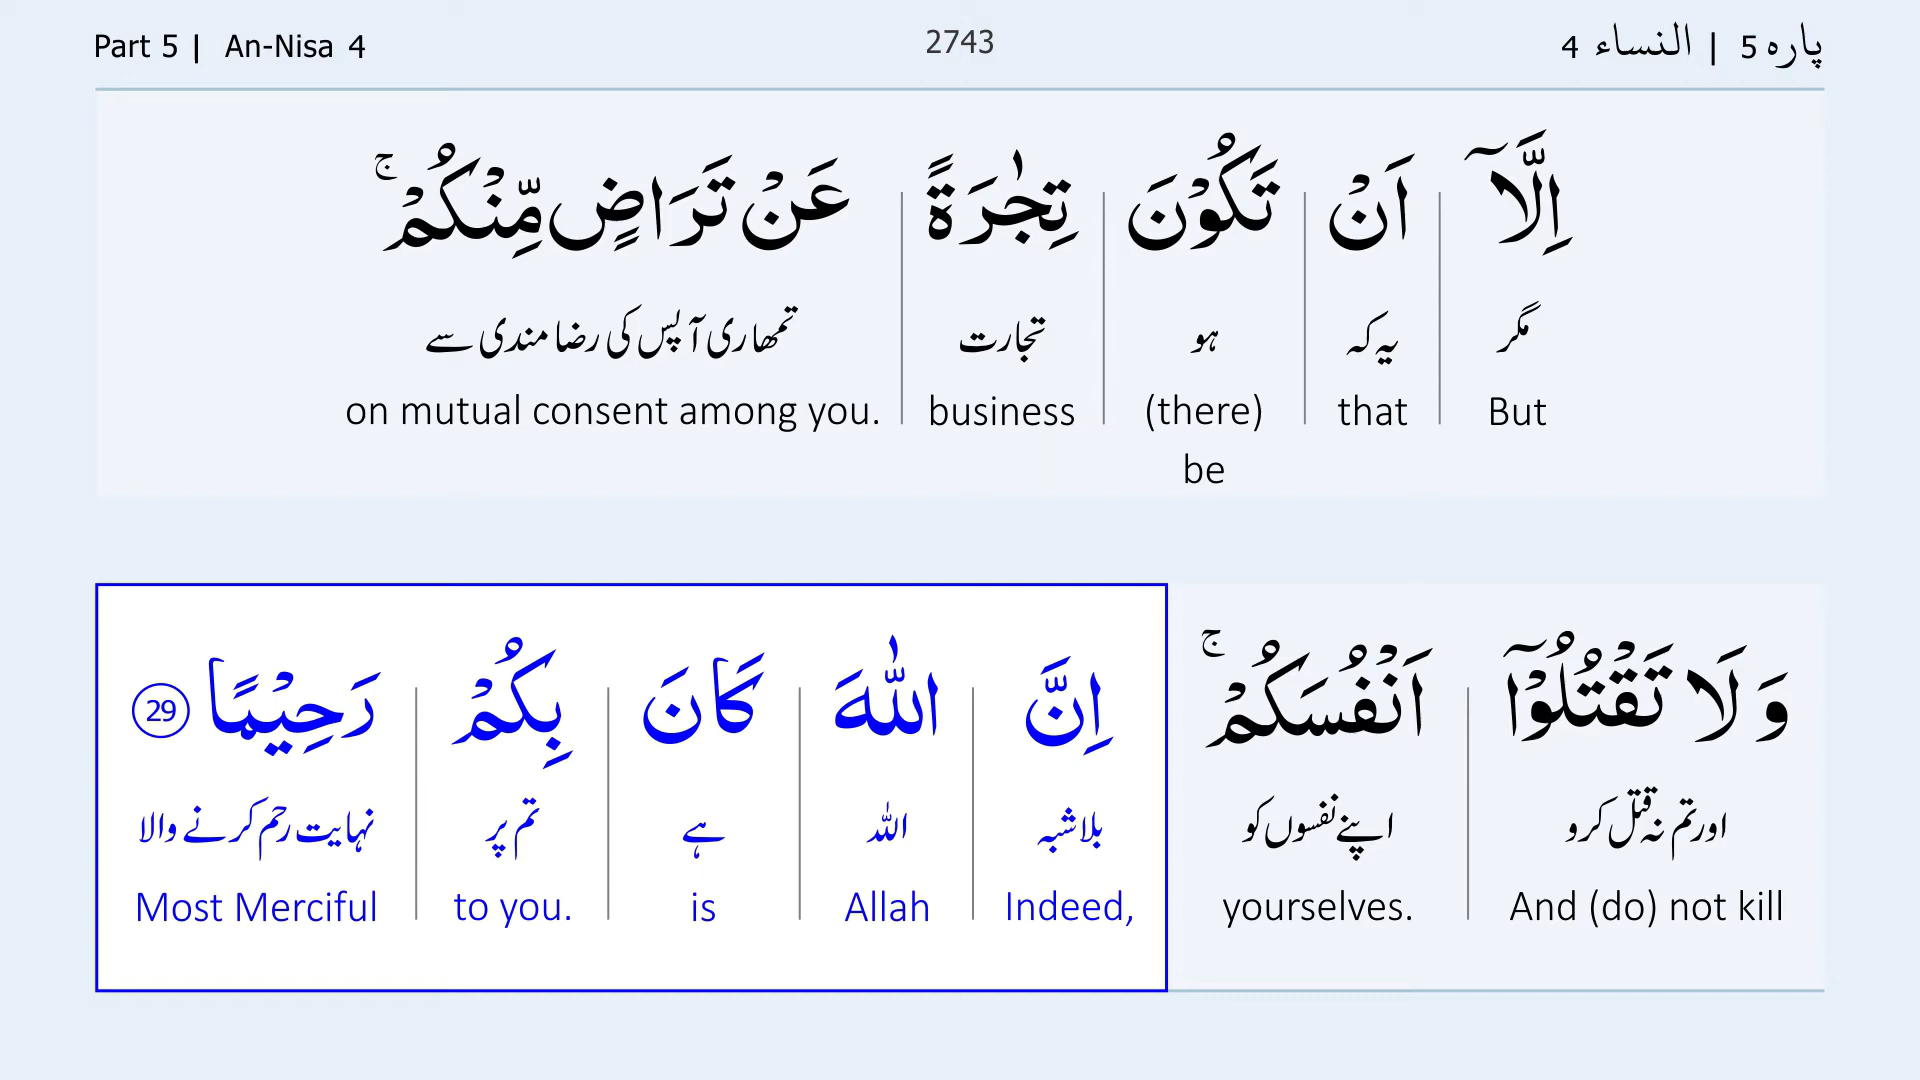 Part 5 | An-Nisa 4
2743
پارہ 5 | النساء 4
اِلَّاۤ اَنْ تَكُوْنَ تِجَارَةً عَنْ تَرَاضٍ مِّنْكُمْ ۚ
مگر یہ کہ ہو تجارت تمھاری آپس کی رضا مندی سے
But that (there) business on mutual consent among you.
be
وَ لَا تَقْتُلُوْۤا اَنْفُسَكُمْ ۚ اِنَّ اللّٰهَ كَانَ بِكُمْ رَحِيْمًا 29
اور تم نہ قتل کرو اپنے نفسوں کو بلاشبہ اللہ ہے تم پر نہایت رحم کرنے والا
And (do) not kill yourselves. Indeed, Allah is to you. Most Merciful